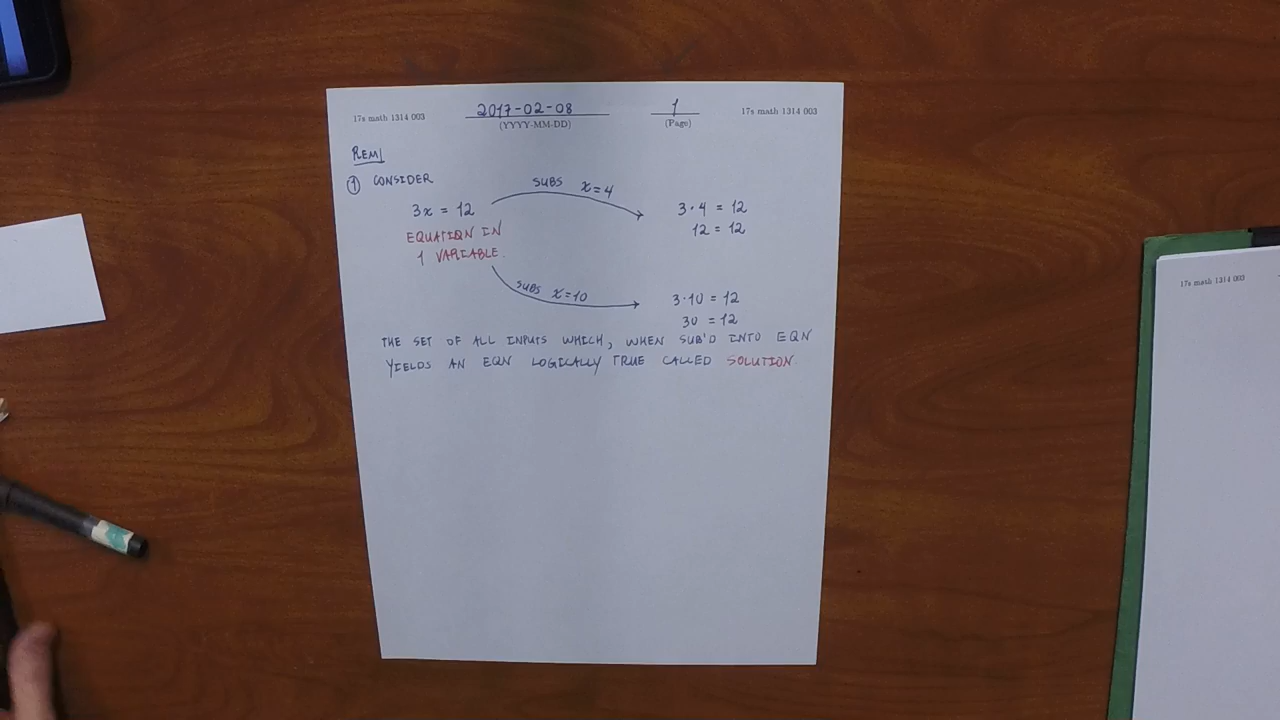 17s math 1314 003
2017-02-08
(YYYY-MM-DD)
1
(Page)
17s math 1314 003
REM
① CONSIDER
SUBS x=4
3x = 12
3·4 = 12
12 = 12
EQUATION IN
1 VARIABLE.
SUBS x=10
3·10 = 12
30 = 12
THE SET OF ALL INPUTS WHICH, WHEN SUB'D INTO EQN
YIELDS AN EQN LOGICALLY TRUE CALLED SOLUTION.
17s math 1314 003